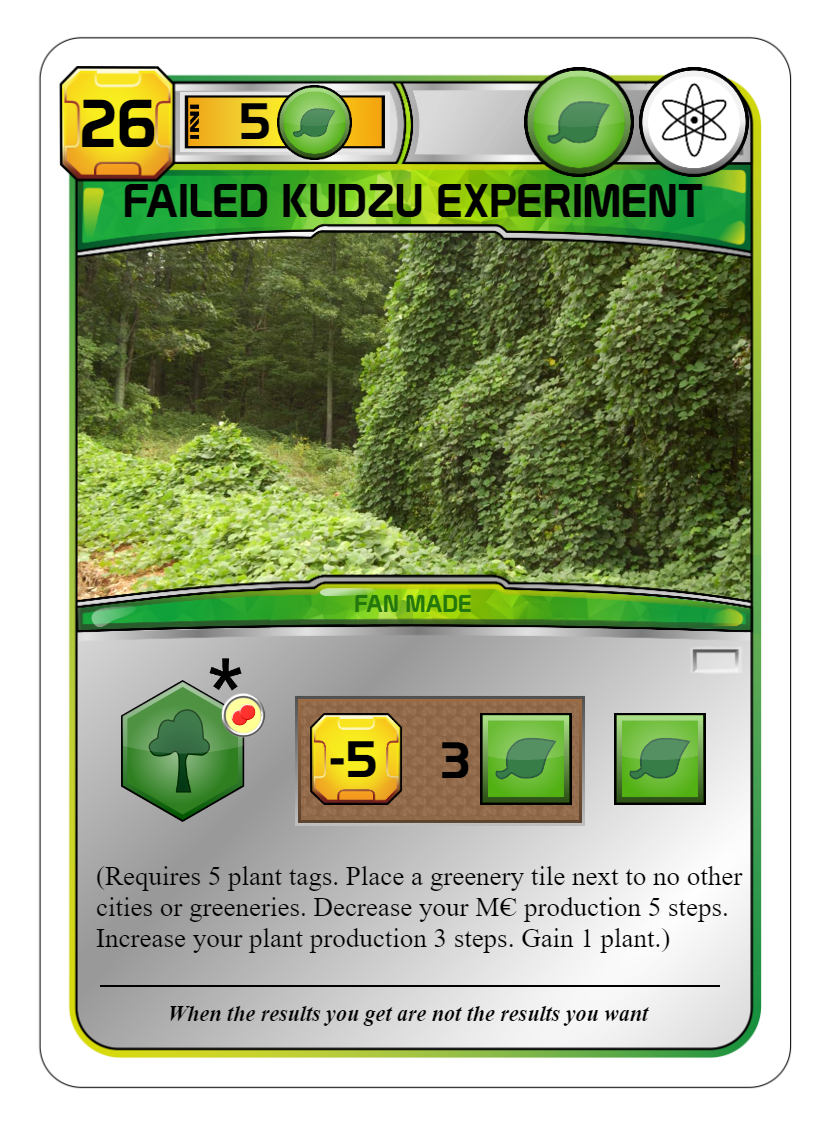 26
5
FAILED KUDZU EXPERIMENT
FAN MADE
*
-5 3
(Requires 5 plant tags. Place a greenery tile next to no other
cities or greeneries. Decrease your M€ production 5 steps.
Increase your plant production 3 steps. Gain 1 plant.)
When the results you get are not the results you want